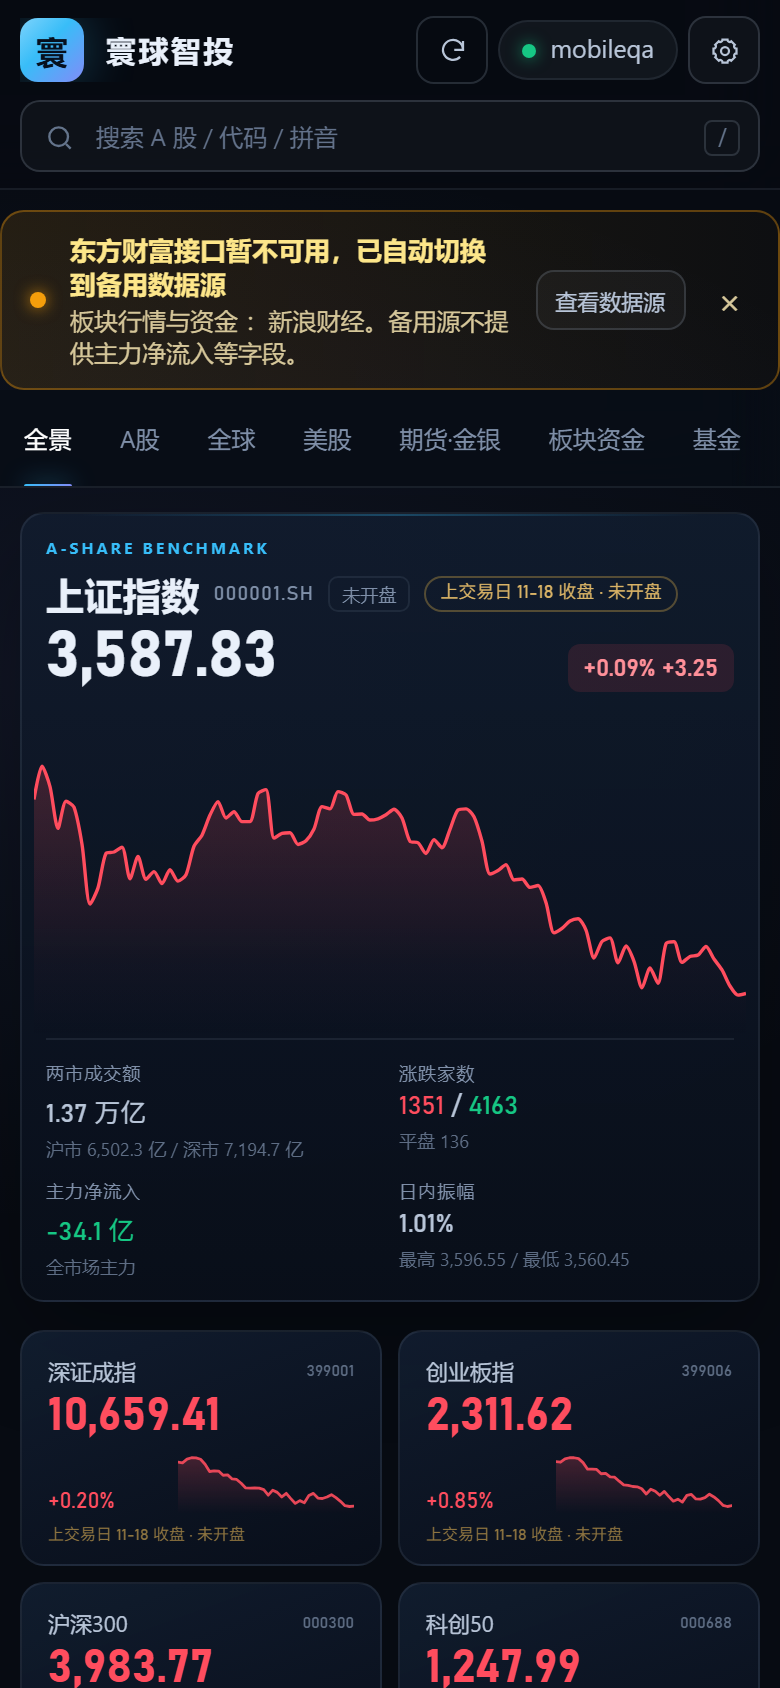 寰 寰球智投 mobileqa
搜索 A 股 / 代码 / 拼音 /
东方财富接口暂不可用，已自动切换
到备用数据源
板块行情与资金 ：新浪财经。备用源不提
供主力净流入等字段。
查看数据源 ×
全景 A股 全球 美股 期货·金银 板块资金 基金
A-SHARE BENCHMARK
上证指数 000001.SH 未开盘 上交易日 11-18 收盘 · 未开盘
3,587.83
+0.09% +3.25
两市成交额
1.37 万亿
沪市 6,502.3 亿 / 深市 7,194.7 亿
涨跌家数
1351 / 4163
平盘 136
主力净流入
-34.1 亿
全市场主力
日内振幅
1.01%
最高 3,596.55 / 最低 3,560.45
深证成指 399001
10,659.41
+0.20%
上交易日 11-18 收盘 · 未开盘
创业板指 399006
2,311.62
+0.85%
上交易日 11-18 收盘 · 未开盘
沪深300 000300
3,983.77
科创50 000688
1,247.99